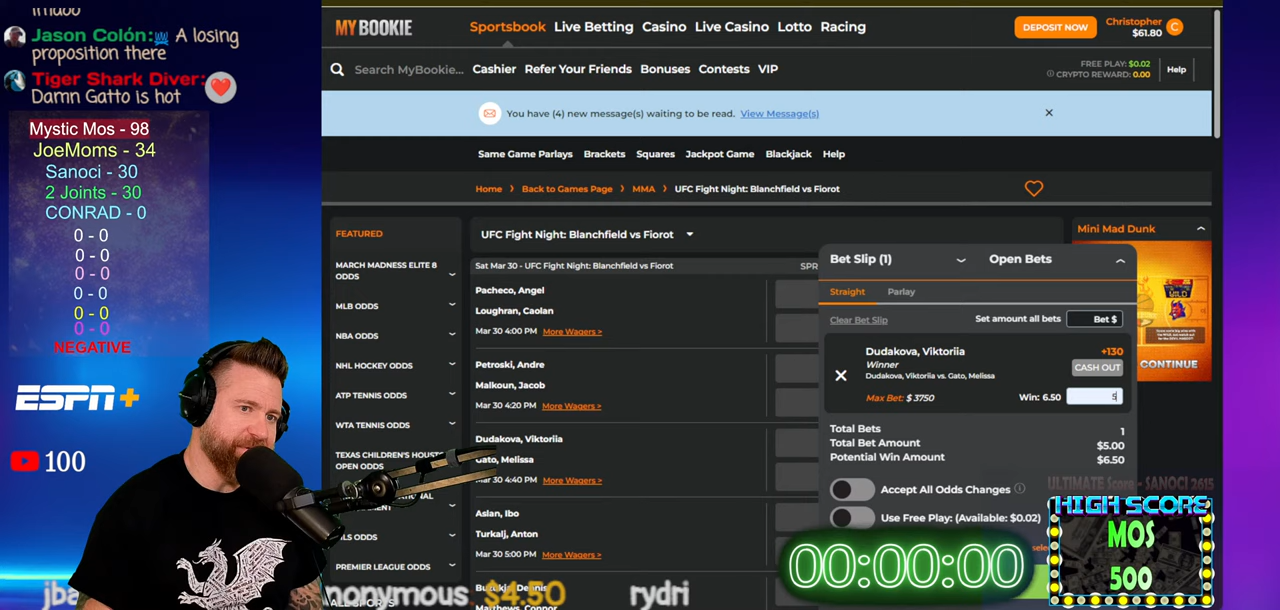 Jason Colón: A losing
proposition there
Tiger Shark Diver:
Damn Gatto is hot
Mystic Mos - 98
JoeMoms - 34
Sanoci - 30
2 Joints - 30
CONRAD - 0
0 - 0
0 - 0
0 - 0
0 - 0
0 - 0
0 - 0
NEGATIVE
ESPN+
100
MYBOOKIE
Sportsbook
Live Betting
Casino
Live Casino
Lotto
Racing
DEPOSIT NOW
Christopher
$61.80
C
Search MyBookie...
Cashier
Refer Your Friends
Bonuses
Contests
VIP
FREE PLAY: $0.02
CRYPTO REWARD: 0.00
Help
You have (4) new message(s) waiting to be read. View Message(s)
Same Game Parlays
Brackets
Squares
Jackpot Game
Blackjack
Help
Home > Back to Games Page > MMA > UFC Fight Night: Blanchfield vs Fiorot
FEATURED
MARCH MADNESS ELITE 8
ODDS
MLB ODDS
NBA ODDS
NHL HOCKEY ODDS
ATP TENNIS ODDS
WTA TENNIS ODDS
TEXAS CHILDREN'S HOUST
OPEN ODDS
PREMIER LEAGUE ODDS
UFC Fight Night: Blanchfield vs Fiorot
Sat Mar 30 - UFC Fight Night: Blanchfield vs Fiorot
SPR
Pacheco, Angel
Loughran, Caolan
Mar 30 4:00 PM More Wagers >
Petroski, Andre
Malkoun, Jacob
Mar 30 4:20 PM More Wagers >
Dudakova, Viktoriia
Gato, Melissa
Mar 30 4:40 PM More Wagers >
Aslan, Ibo
Turkalj, Anton
Mar 30 5:00 PM More Wagers >
Bet Slip (1)
Open Bets
Straight
Parlay
Clear Bet Slip
Set amount all bets
Bet $
Dudakova, Viktoriia
+130
Winner
CASH OUT
Dudakova, Viktoriia vs. Gato, Melissa
Max Bet: $ 3750
Win: 6.50
5
Total Bets
1
Total Bet Amount
$5.00
Potential Win Amount
$6.50
Accept All Odds Changes
Use Free Play: (Available: $0.02)
Mini Mad Dunk
CONTINUE
ULTIMATE Score - SANOCI 2615
HIGH SCORE
MOS
500
00:00:00
$4.50
rydri